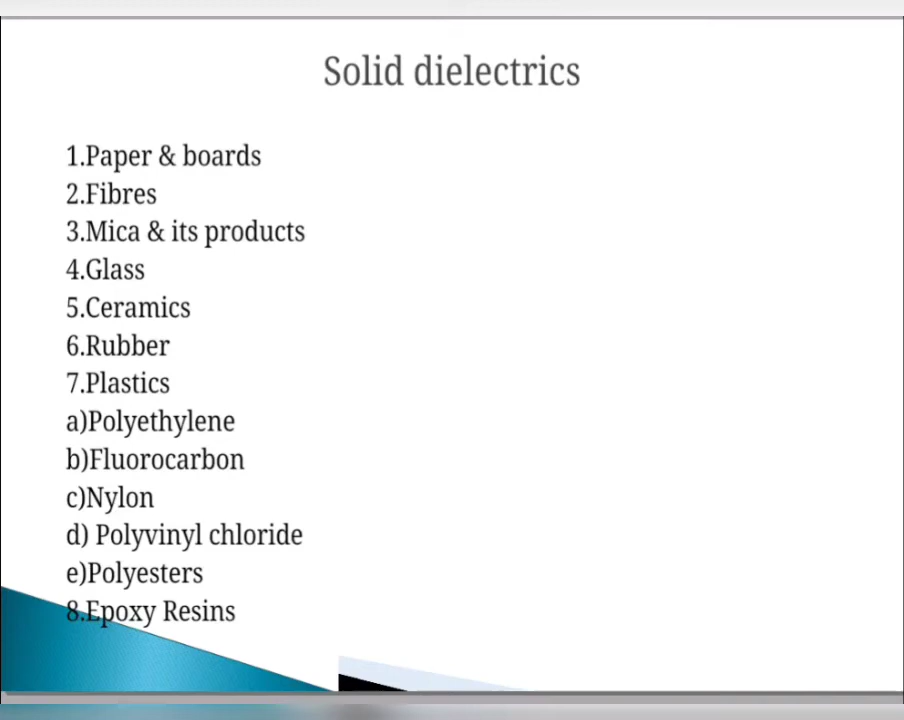 Solid dielectrics
1.Paper & boards
2.Fibres
3.Mica & its products
4.Glass
5.Ceramics
6.Rubber
7.Plastics
a)Polyethylene
b)Fluorocarbon
c)Nylon
d) Polyvinyl chloride
e)Polyesters
8.Epoxy Resins